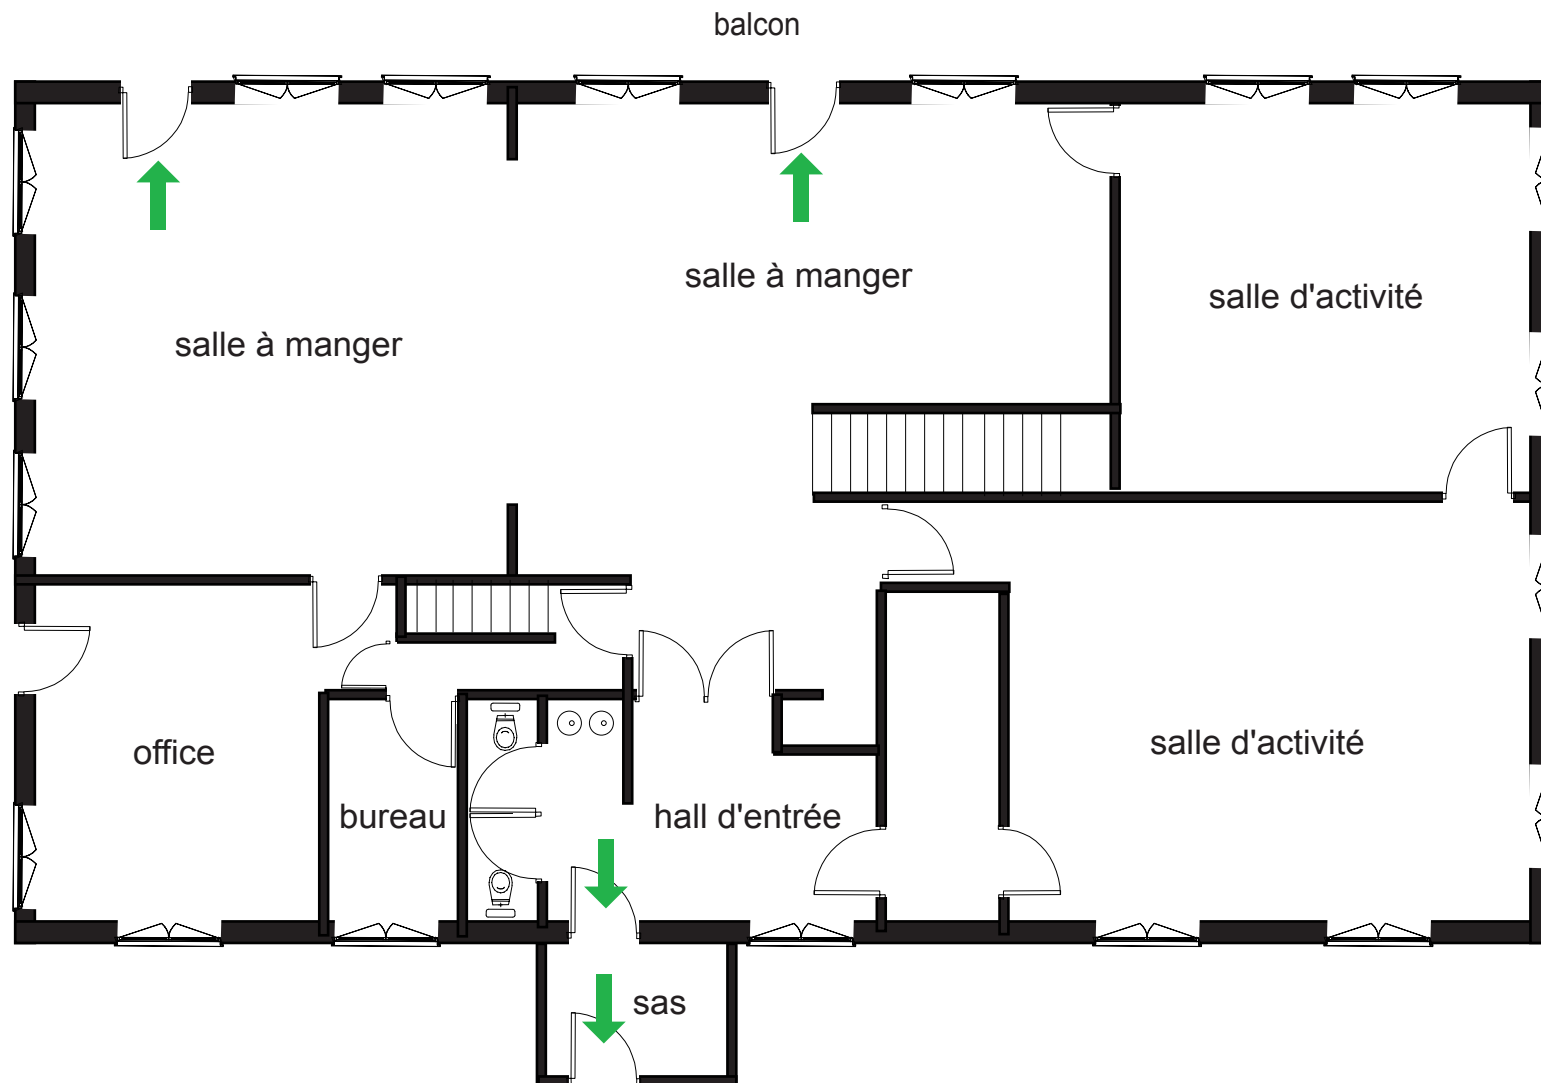 balcon
salle à manger
salle d'activité
salle à manger
salle d'activité
office
bureau
hall d'entrée
sas